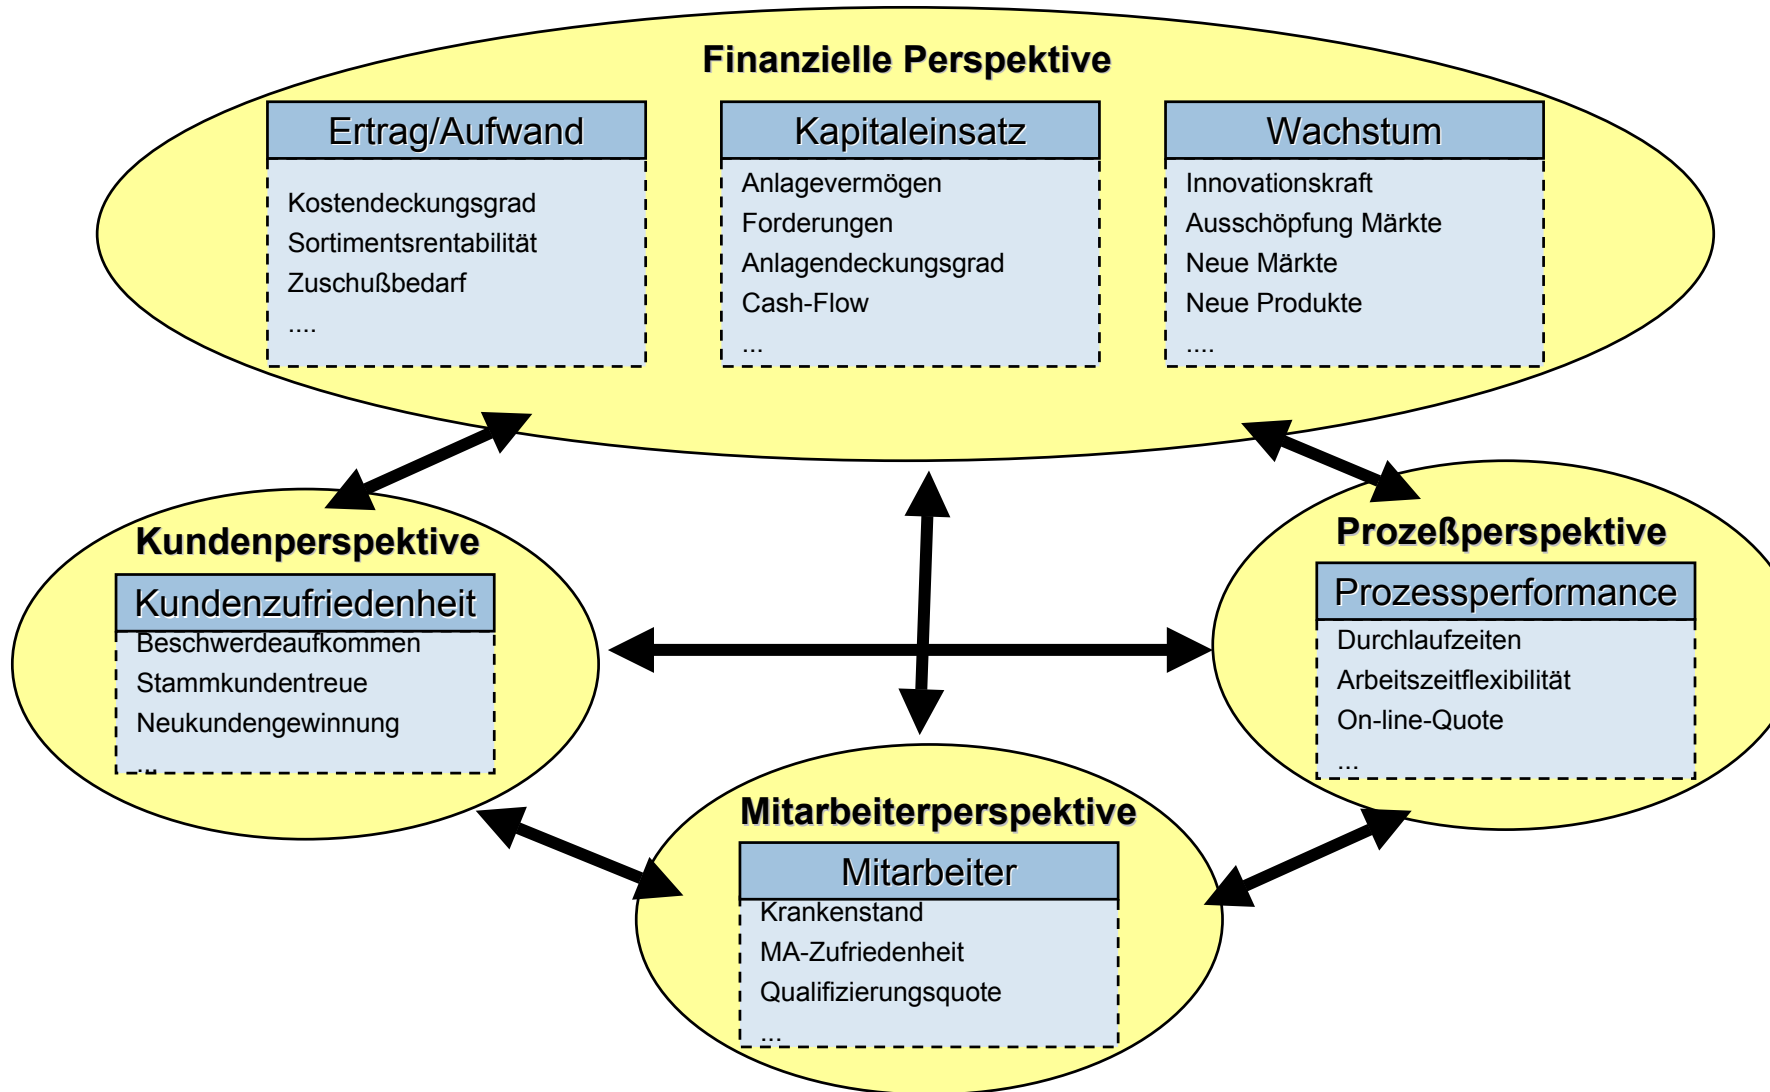 Finanzielle Perspektive
Ertrag/Aufwand
Kostendeckungsgrad
Sortimentsrentabilität
Zuschußbedarf
....
Kapitaleinsatz
Anlagevermögen
Forderungen
Anlagendeckungsgrad
Cash-Flow
...
Wachstum
Innovationskraft
Ausschöpfung Märkte
Neue Märkte
Neue Produkte
....
Kundenperspektive
Kundenzufriedenheit
Beschwerdeaufkommen
Stammkundentreue
Neukundengewinnung
...
Prozeßperspektive
Prozessperformance
Durchlaufzeiten
Arbeitszeitflexibilität
On-line-Quote
...
Mitarbeiterperspektive
Mitarbeiter
Krankenstand
MA-Zufriedenheit
Qualifizierungsquote
...